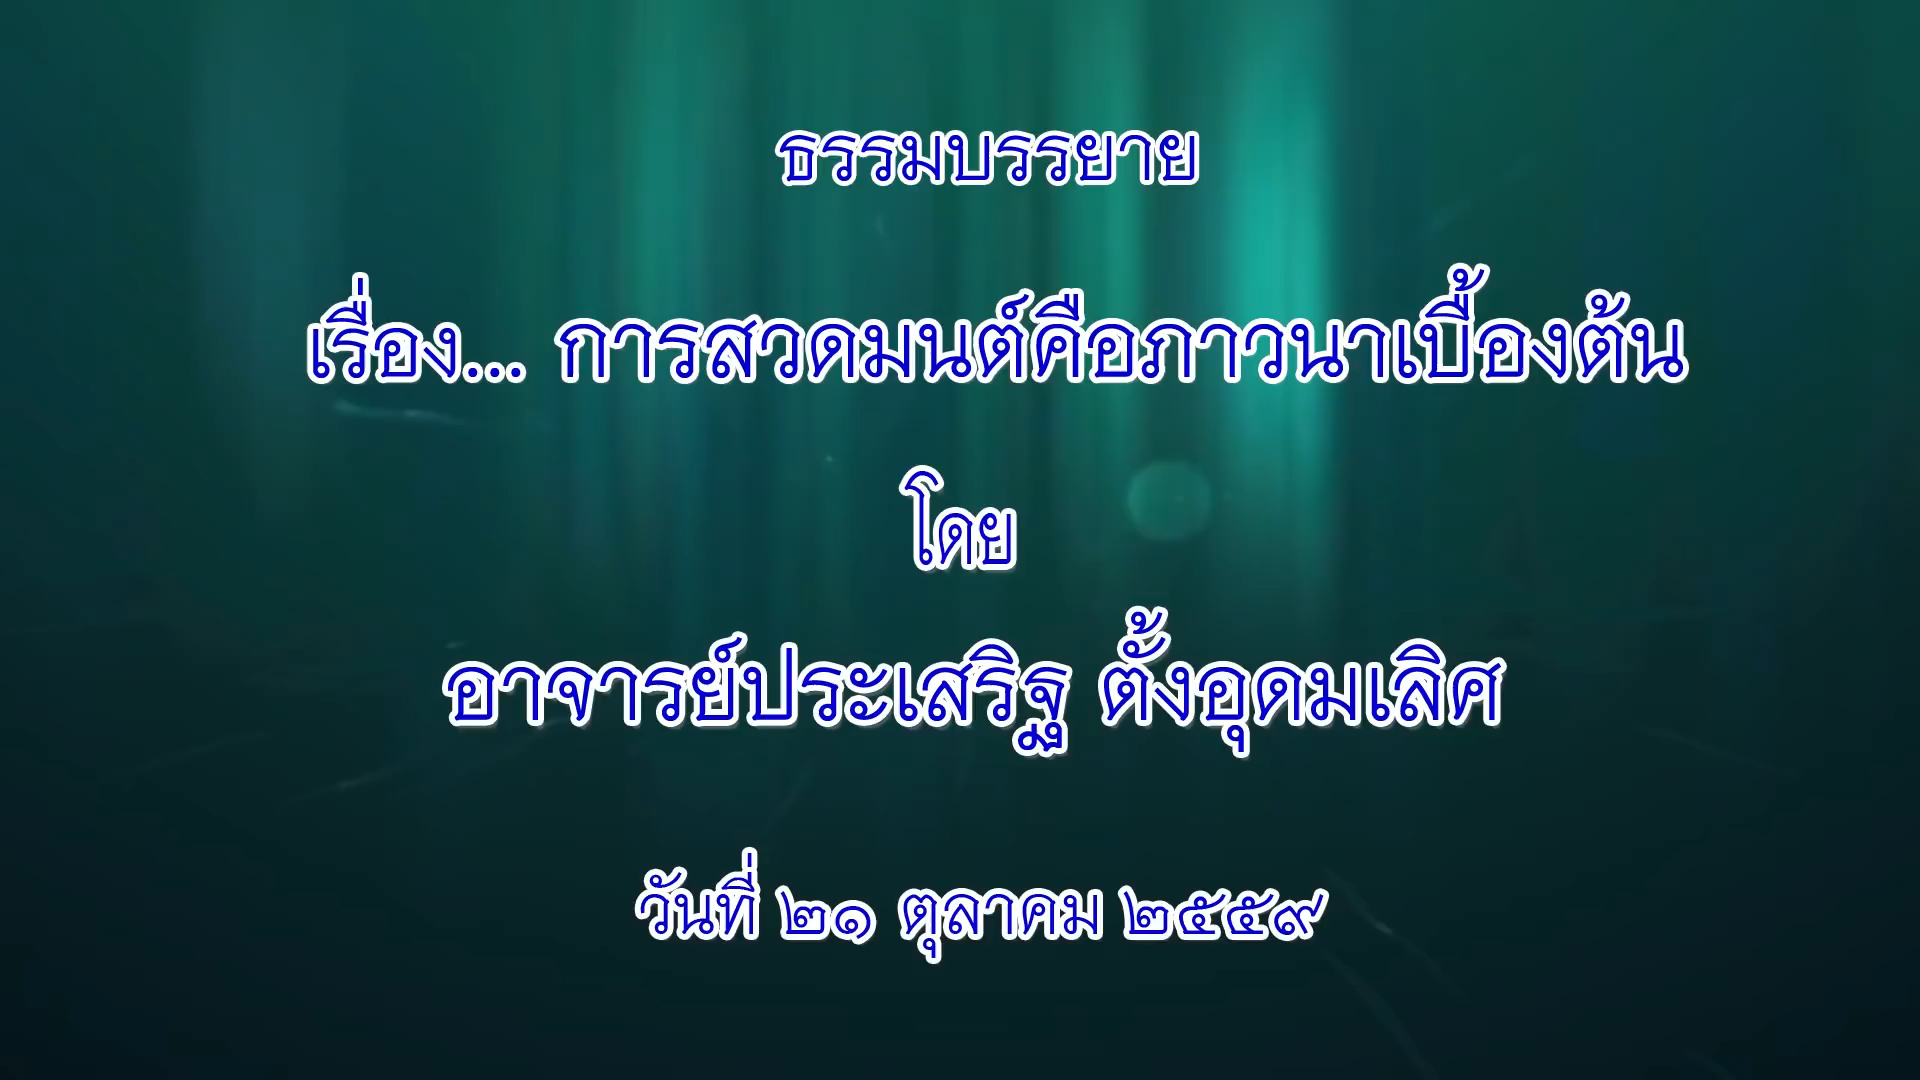 ธรรมบรรยาย
เรื่อง... การสวดมนต์คือภาวนาเบื้องต้น
โดย
อาจารย์ประเสริฐ ตั้งอุดมเลิศ
วันที่ ๒๑ ตุลาคม ๒๕๕๙